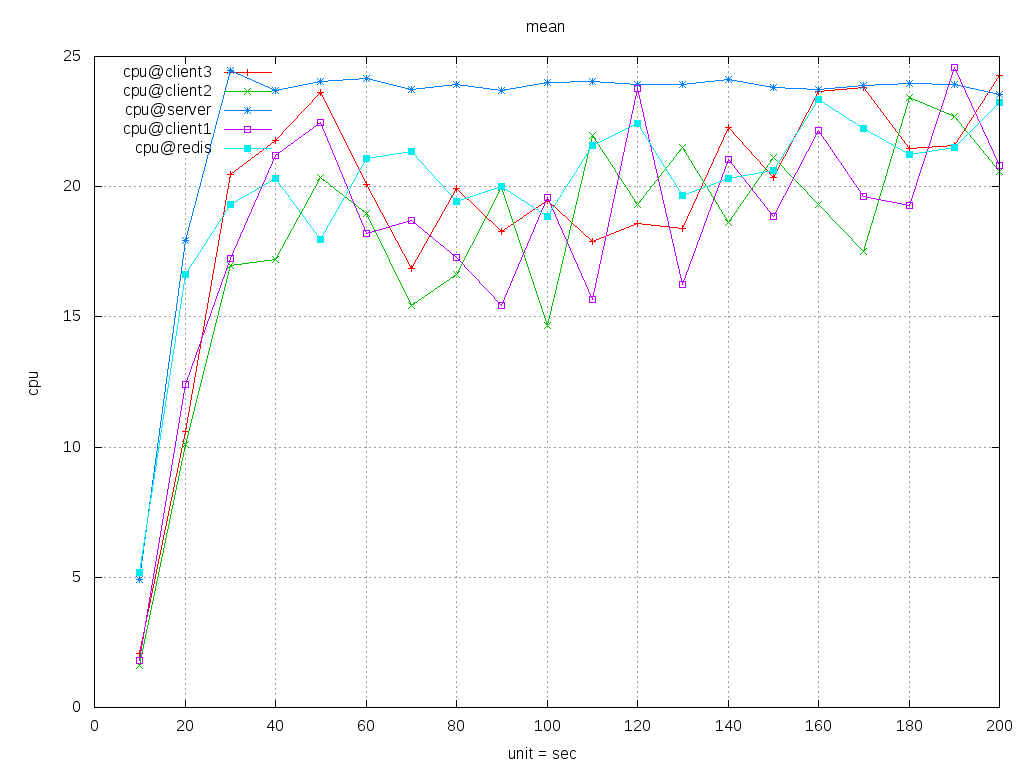 mean
25
20
15
10
5
0
cpu
cpu@client3
cpu@client2
cpu@server
cpu@client1
cpu@redis
0 20 40 60 80 100 120 140 160 180 200
unit = sec